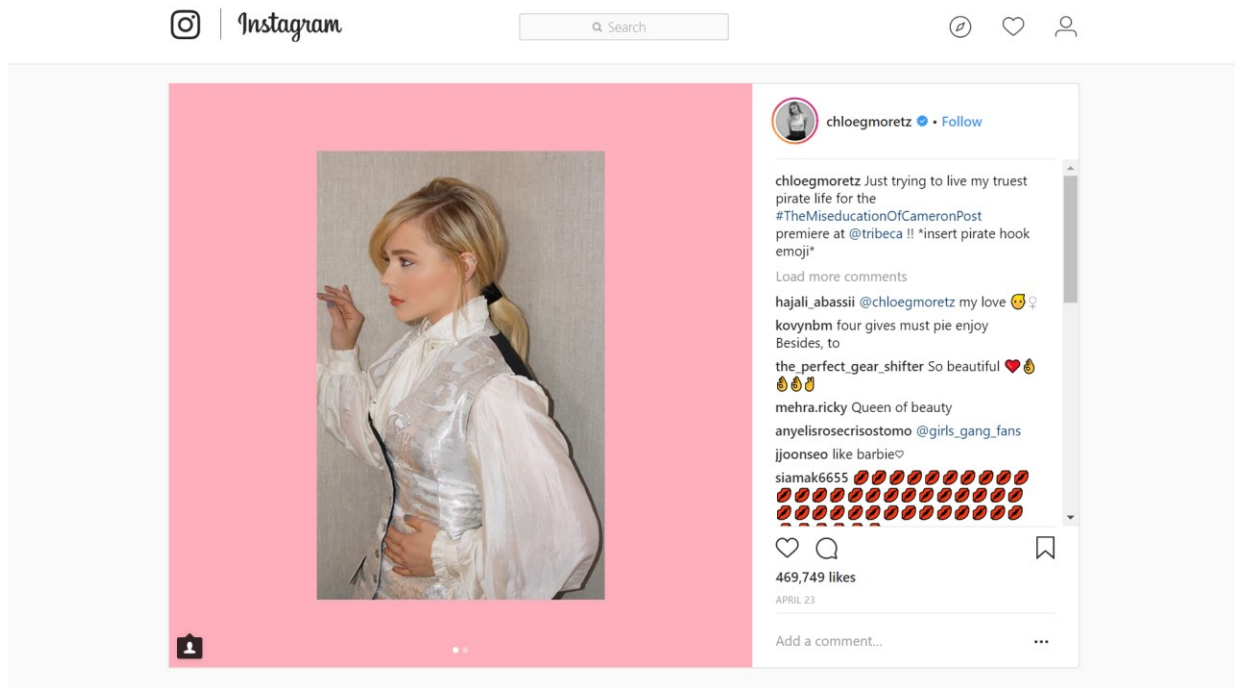 Instagram
Search
chloegmoretz • Follow
chloegmoretz Just trying to live my truest
pirate life for the
#TheMiseducationOfCameronPost
premiere at @tribeca !! *insert pirate hook
emoji*
Load more comments
hajali_abassii @chloegmoretz my love
kovynbm four gives must pie enjoy
Besides, to
the_perfect_gear_shifter So beautiful ❤️👌
👌👌✌
mehra.ricky Queen of beauty
anyelisrosecrisostomo @girls_gang_fans
jjoonseo like barbie♡
siamak6655 💋💋💋💋💋💋💋💋💋💋
💋💋💋💋💋💋💋💋💋💋💋💋💋💋
💋💋💋💋💋💋💋💋💋💋💋💋💋💋
469,749 likes
APRIL 23
Add a comment...